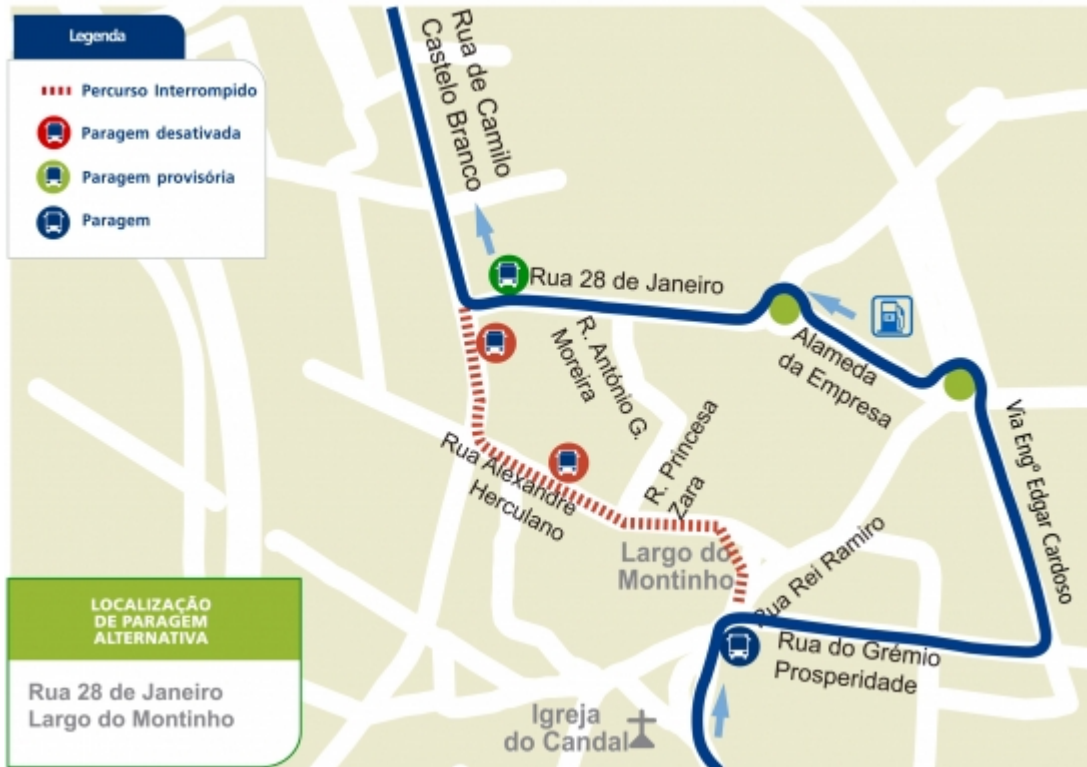 Legenda
Percurso Interrompido
Paragem desativada
Paragem provisória
Paragem
Rua de Camilo
Castelo Branco
Rua 28 de Janeiro
R. António G.
Moreira
Alameda
da Empresa
Rua Alexandre
Herculano
R. Princesa
Zara
Via Engº Edgar Cardoso
Largo do
Montinho
Rua Rei Ramiro
Rua do Grémio
Prosperidade
Igreja
do Candal
LOCALIZAÇÃO
DE PARAGEM
ALTERNATIVA
Rua 28 de Janeiro
Largo do Montinho